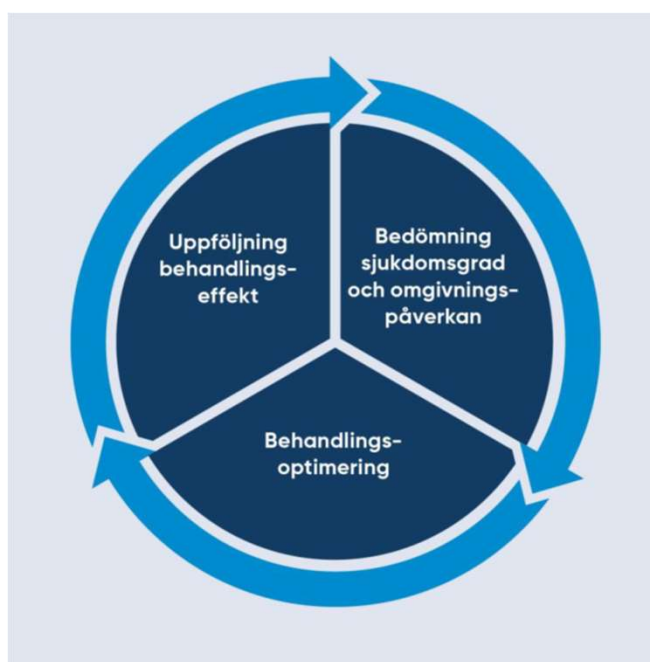 Uppföljning
behandlings-
effekt
Bedömning
sjukdomsgrad
och omgivnings-
påverkan
Behandlings-
optimering